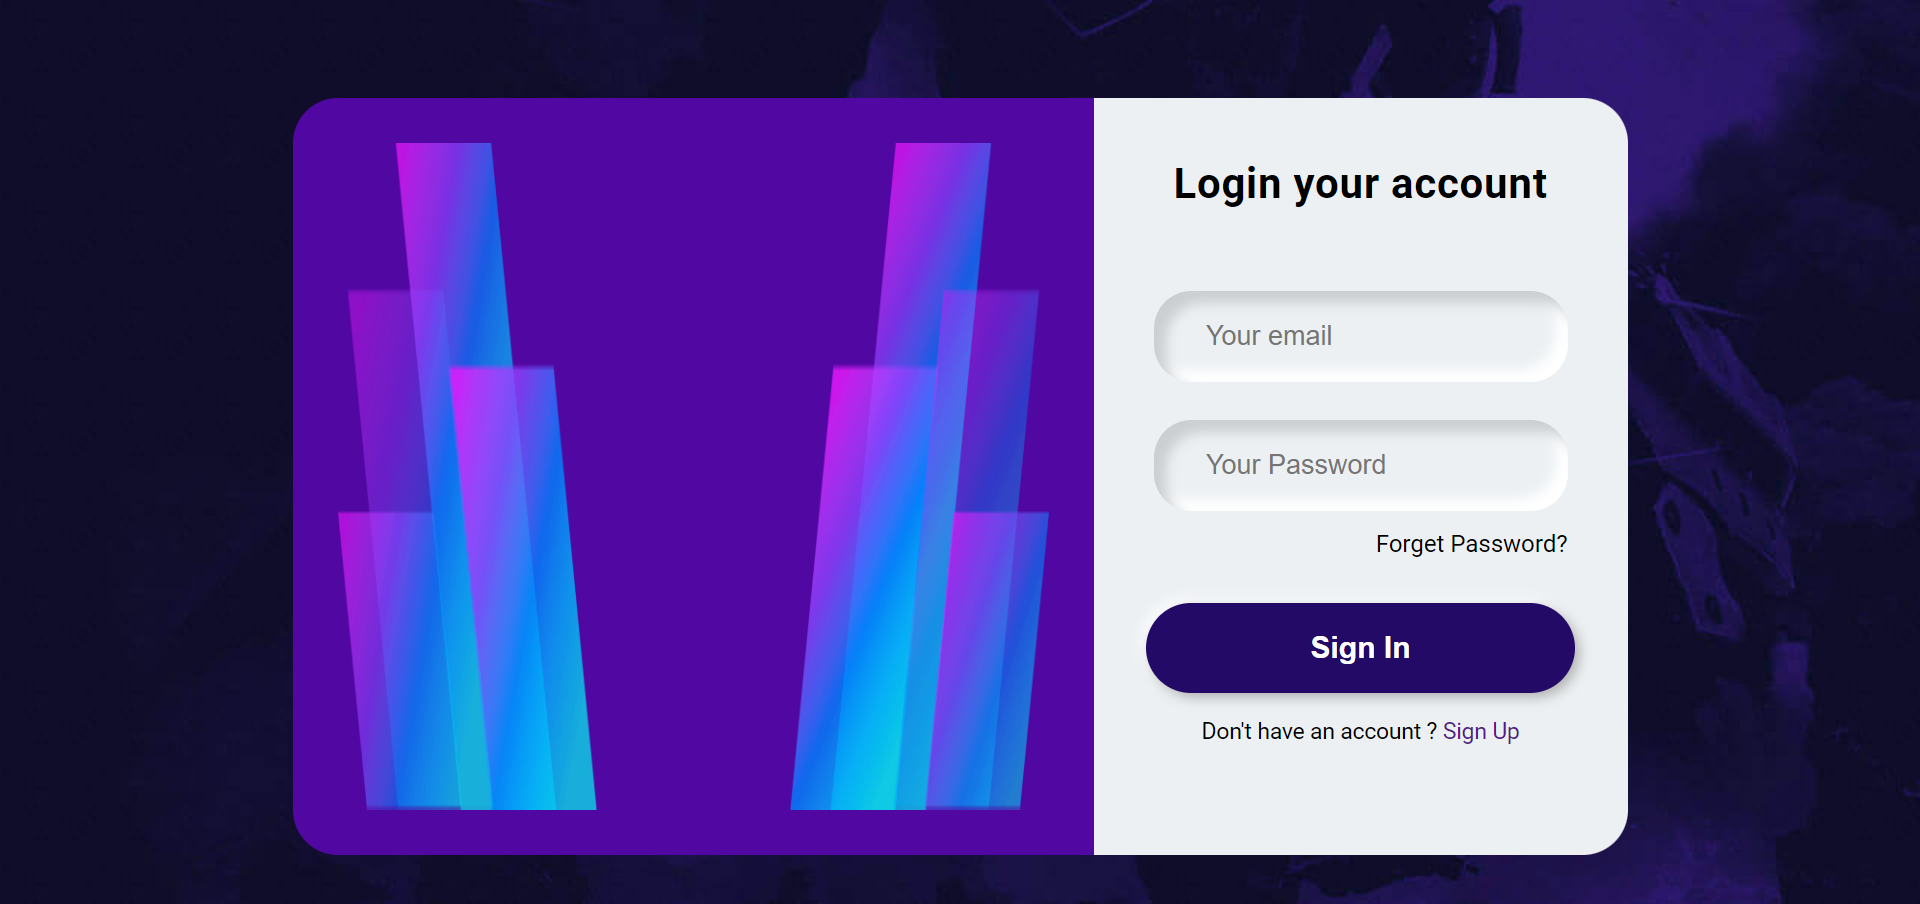 Login your account
Your email
Your Password
Forget Password?
Sign In
Don't have an account ? Sign Up